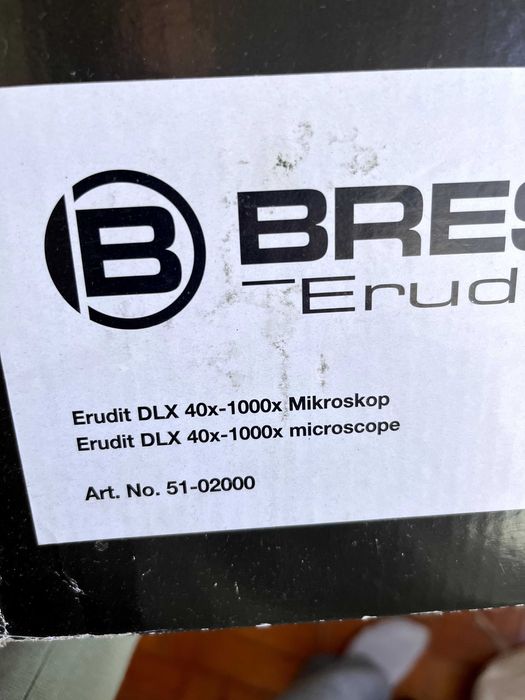 B BRES
Erud
Erudit DLX 40x-1000x Mikroskop
Erudit DLX 40x-1000x microscope
Art. No. 51-02000